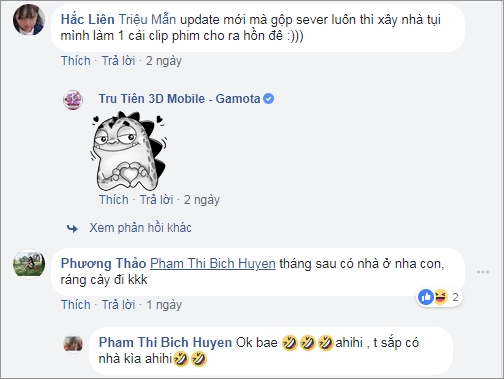 Hắc Liên Triệu Mẫn update mới mà gộp sever luôn thì xây nhà tụi
mình làm 1 cái clip phim cho ra hồn đê :)))
Thích · Trả lời · 2 ngày
Tru Tiên 3D Mobile - Gamota
Thích · Trả lời · 2 ngày
Xem phản hồi khác
Phương Thảo Pham Thi Bich Huyen tháng sau có nhà ở nha con,
ráng cày đi kkk
2
Thích · Trả lời · 1 ngày
Pham Thi Bich Huyen Ok bae 🤣🤣🤣ahihi , t sắp có
nhà kìa ahihi🤣🤣